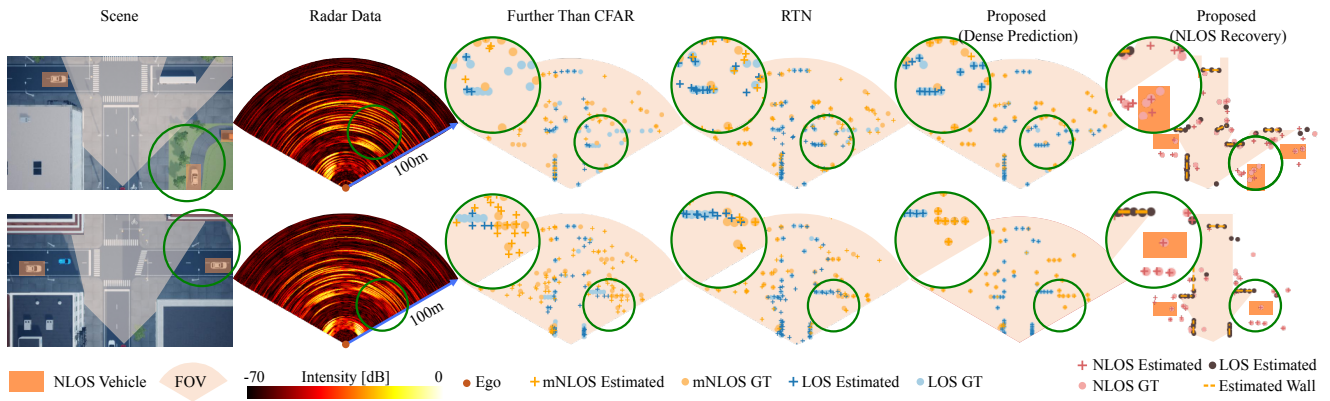 Scene
Radar Data
Further Than CFAR
RTN
Proposed
(Dense Prediction)
Proposed
(NLOS Recovery)
100m
100m
NLOS Vehicle
FOV
-70 Intensity [dB] 0
Ego
mNLOS Estimated
mNLOS GT
LOS Estimated
LOS GT
NLOS Estimated
LOS Estimated
NLOS GT
Estimated Wall